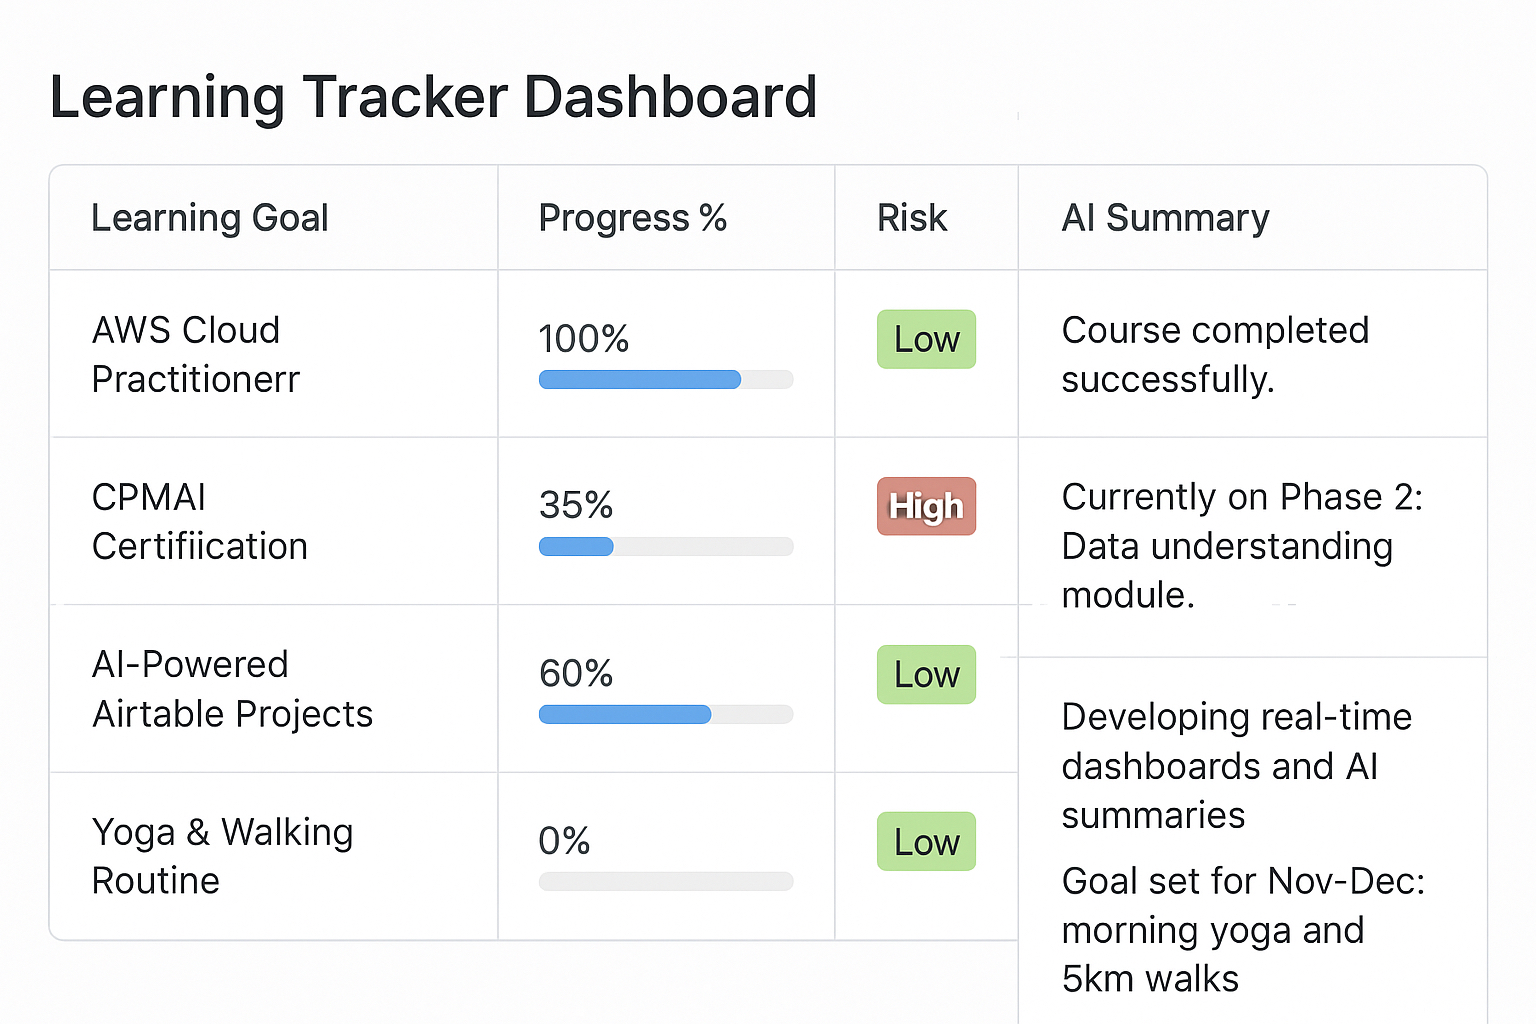 Learning Tracker Dashboard
Learning Goal
Progress %
Risk
AI Summary
AWS Cloud
Practitionerr
100%
Low
Course completed
successfully.
CPMAI
Certifiication
35%
High
Currently on Phase 2:
Data understanding
module.
AI-Powered
Airtable Projects
60%
Low
Developing real-time
dashboards and AI
summaries
Yoga & Walking
Routine
0%
Low
Goal set for Nov-Dec:
morning yoga and
5km walks